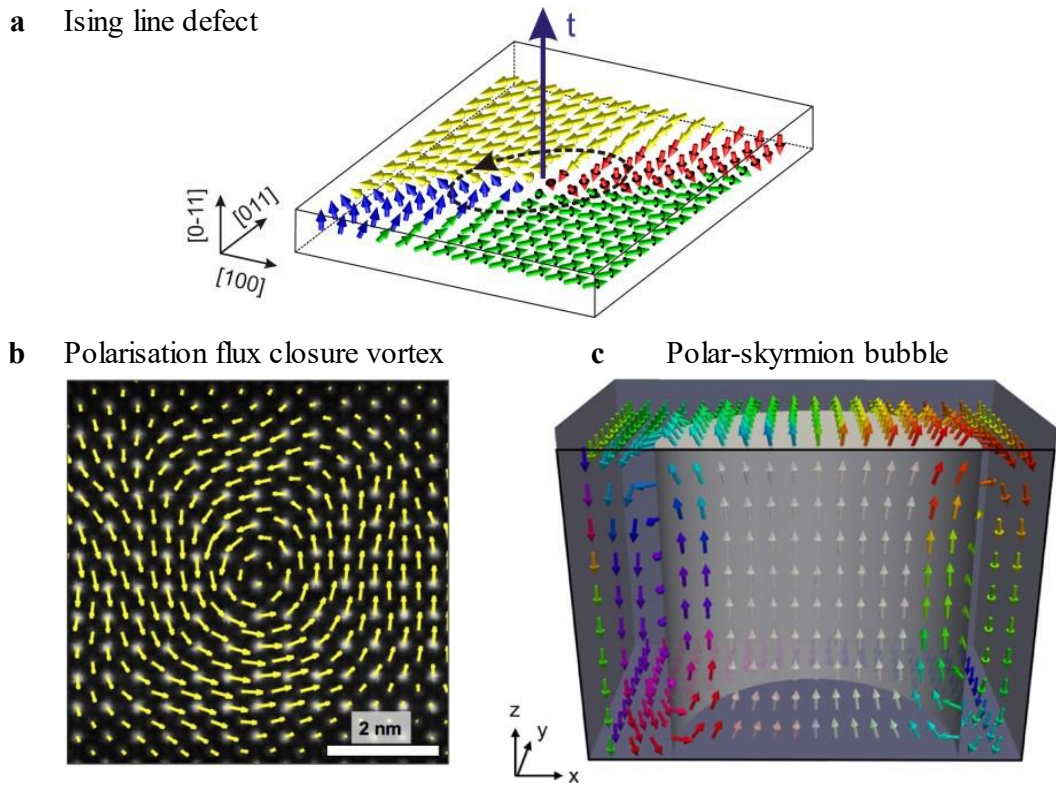 a Ising line defect
t
[0-11]
[011]
[100]
b Polarisation flux closure vortex
c Polar-skyrmion bubble
2 nm
z
y
x